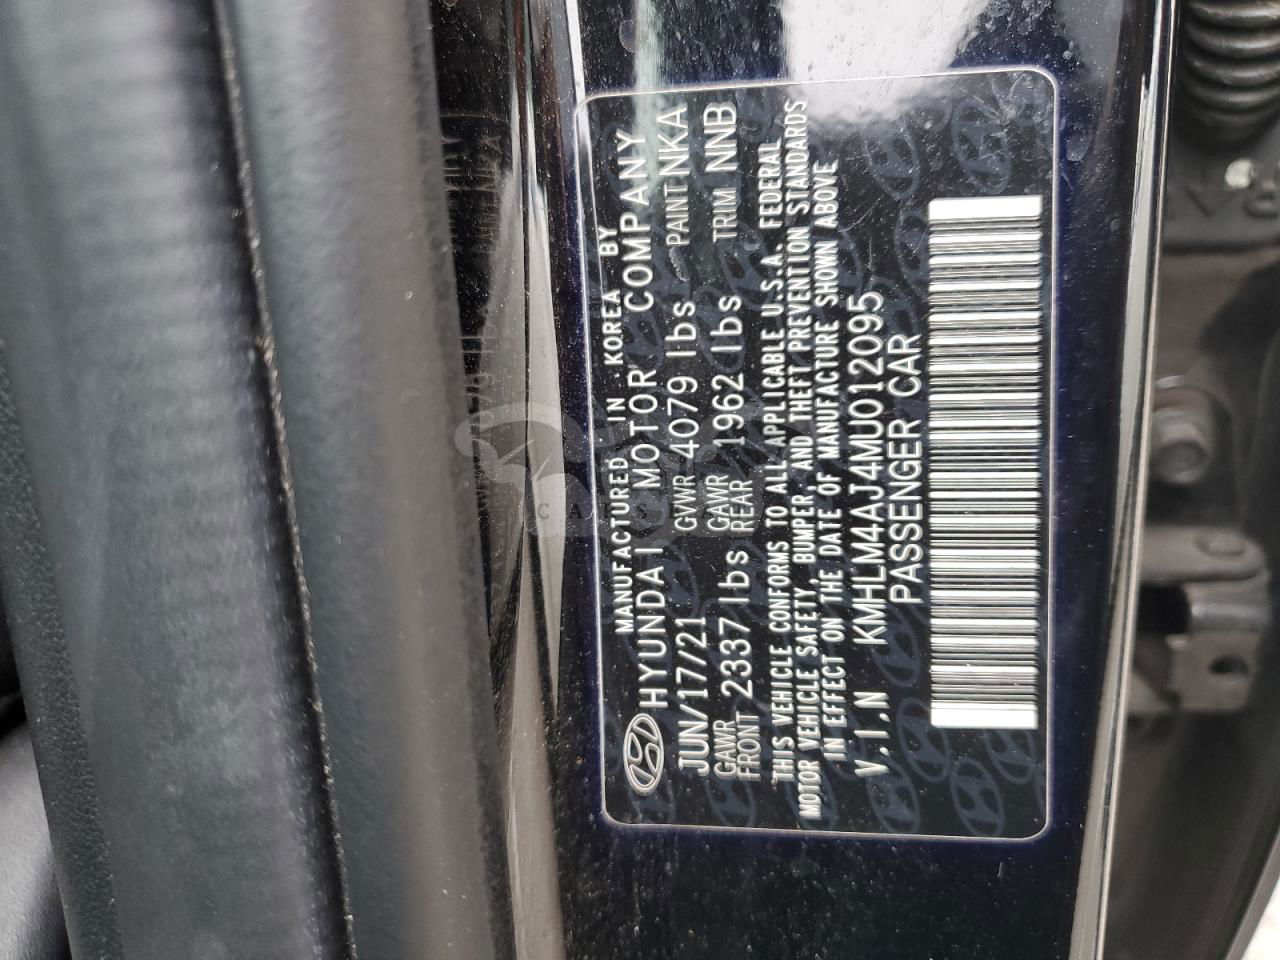 MANUFACTURED IN KOREA BY
HYUNDAI MOTOR COMPANY
JUN/17/21 GVWR 4079 lbs PAINT NKA
GAWR FRONT 2337 lbs GAWR REAR 1962 lbs TRIM NNB
THIS VEHICLE CONFORMS TO ALL APPLICABLE U.S.A. FEDERAL
MOTOR VEHICLE SAFETY, BUMPER, AND THEFT PREVENTION STANDARDS
IN EFFECT ON THE DATE OF MANUFACTURE SHOWN ABOVE
V.I.N KMHLM4AJ4MU012095
PASSENGER CAR